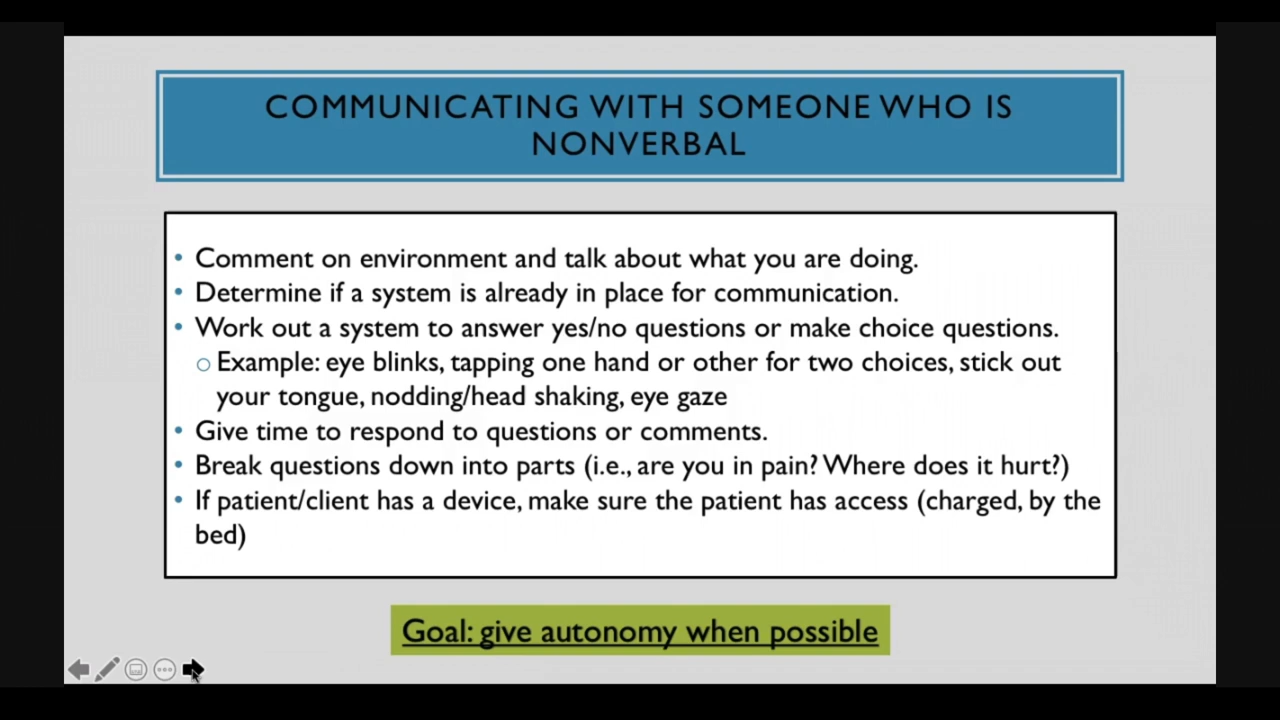 COMMUNICATING WITH SOMEONE WHO IS
NONVERBAL
• Comment on environment and talk about what you are doing.
• Determine if a system is already in place for communication.
• Work out a system to answer yes/no questions or make choice questions.
○ Example: eye blinks, tapping one hand or other for two choices, stick out
your tongue, nodding/head shaking, eye gaze
• Give time to respond to questions or comments.
• Break questions down into parts (i.e., are you in pain? Where does it hurt?)
• If patient/client has a device, make sure the patient has access (charged, by the
bed)
Goal: give autonomy when possible